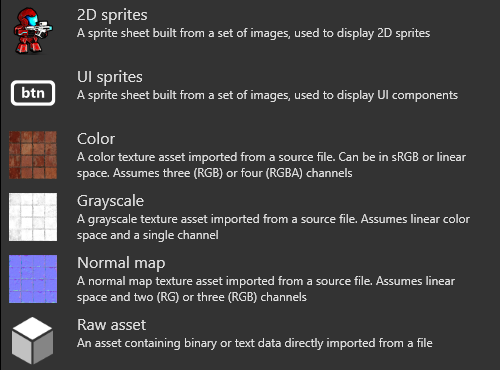 2D sprites
A sprite sheet built from a set of images, used to display 2D sprites
btn
UI sprites
A sprite sheet built from a set of images, used to display UI components
Color
A color texture asset imported from a source file. Can be in sRGB or linear
space. Assumes three (RGB) or four (RGBA) channels
Grayscale
A grayscale texture asset imported from a source file. Assumes linear color
space and a single channel
Normal map
A normal map texture asset imported from a source file. Assumes linear
space and two (RG) or three (RGB) channels
Raw asset
An asset containing binary or text data directly imported from a file